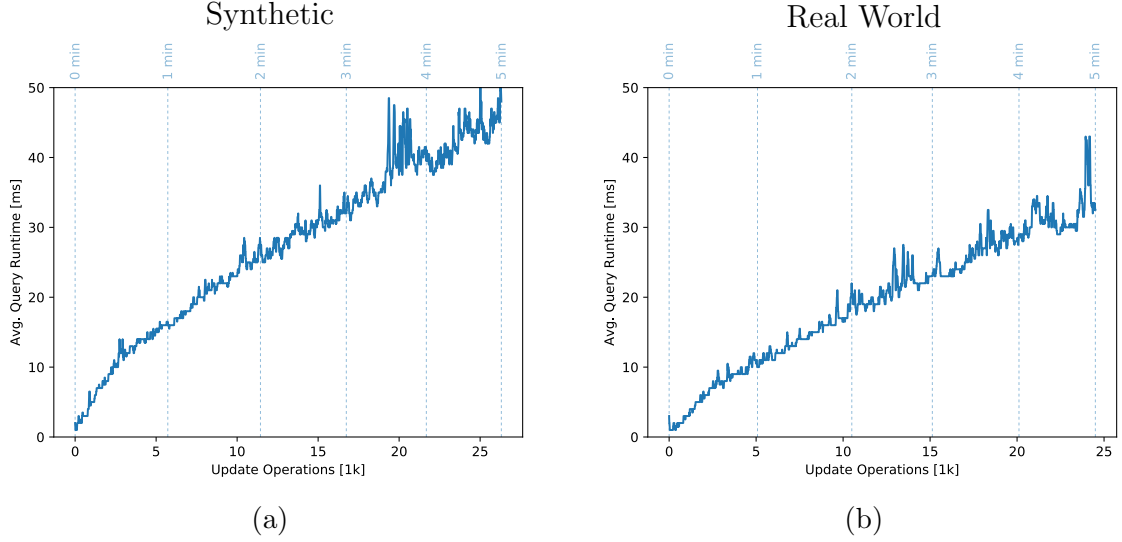 Synthetic
0 min 1 min 2 min 3 min 4 min 5 min
50
40
30
20
10
0
Avg. Query Runtime [ms]
0 5 10 15 20 25
Update Operations [1k]
(a)
Real World
0 min 1 min 2 min 3 min 4 min 5 min
50
40
30
20
10
0
Avg. Query Runtime [ms]
0 5 10 15 20 25
Update Operations [1k]
(b)